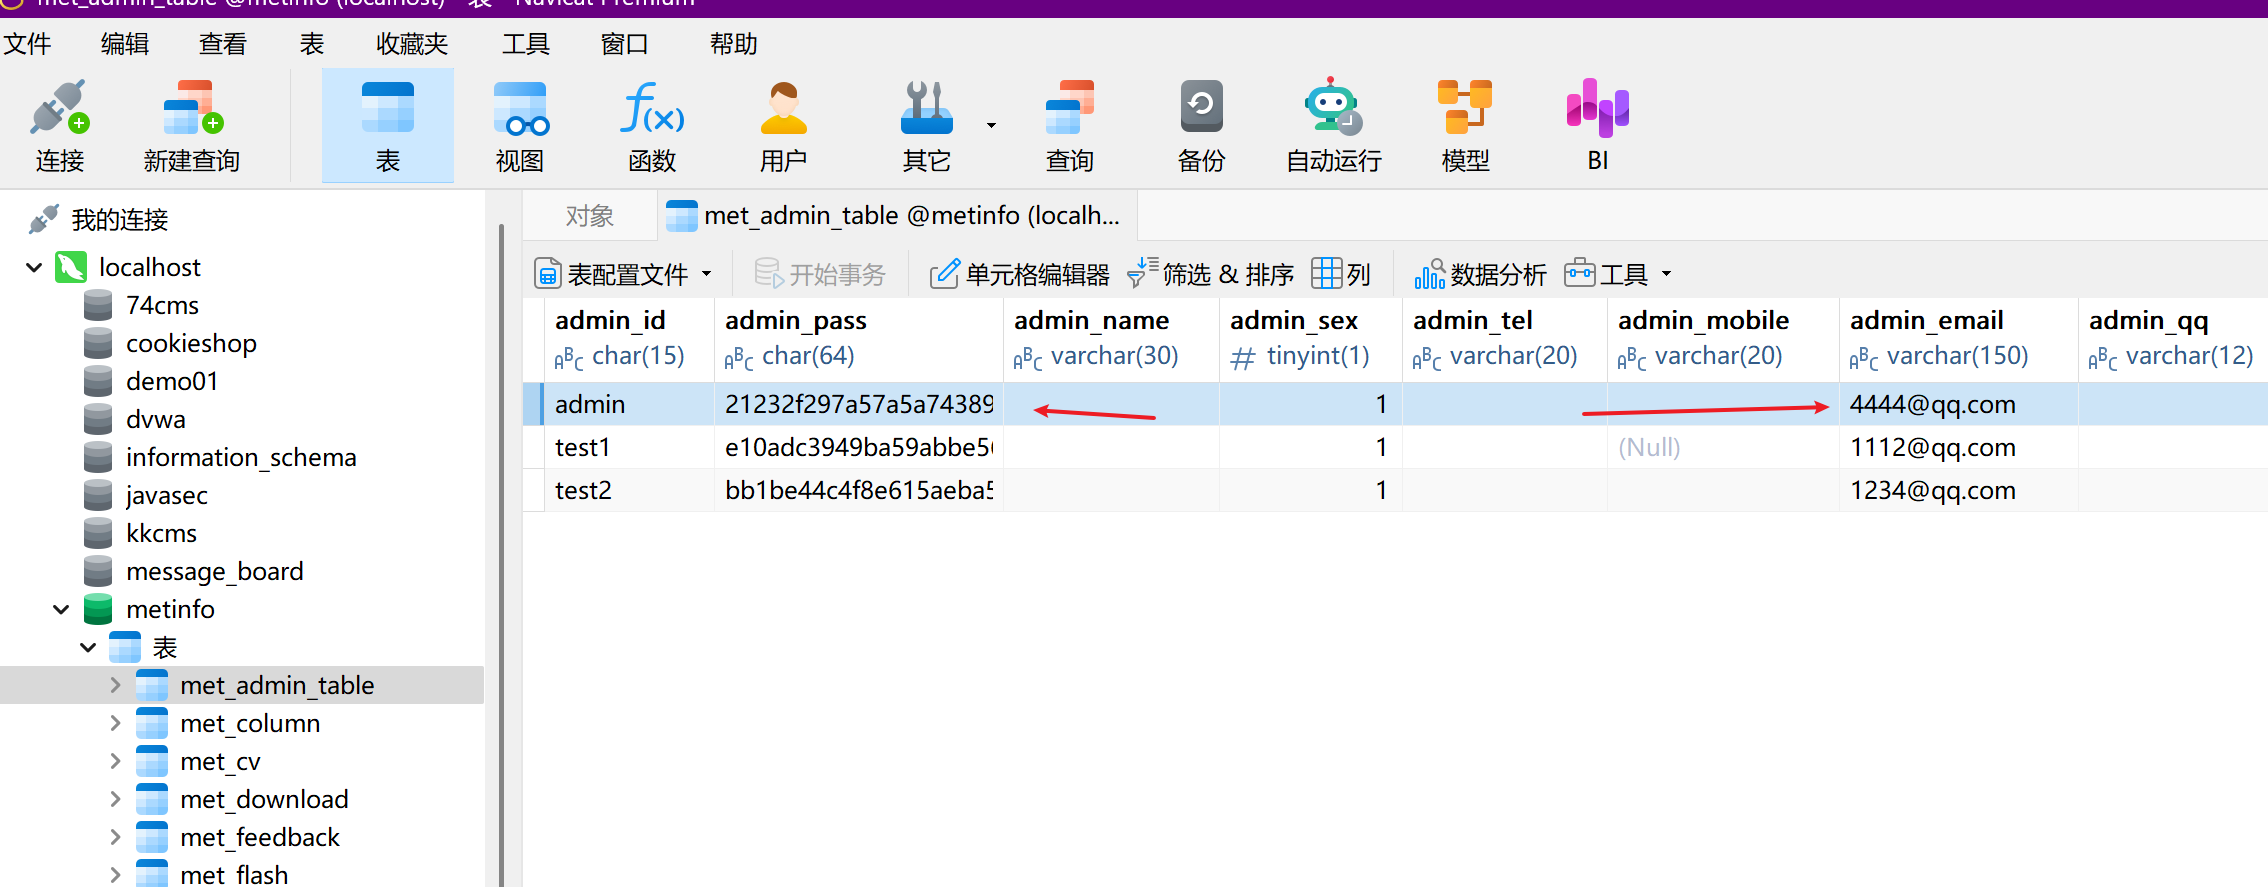 met_admin_table @metinfo (localhost) - 表 - Navicat Premium
文件 编辑 查看 表 收藏夹 工具 窗口 帮助
连接 新建查询 表 视图 函数 用户 其它 查询 备份 自动运行 模型 BI
我的连接
localhost
74cms
cookieshop
demo01
dvwa
information_schema
javasec
kkcms
message_board
metinfo
表
met_admin_table
met_column
met_cv
met_download
met_feedback
met_flash
对象 met_admin_table @metinfo (localh...
表配置文件 开始事务 单元格编辑器 筛选 & 排序 列 数据分析 工具
admin_id admin_pass admin_name admin_sex admin_tel admin_mobile admin_email admin_qq
char(15) char(64) varchar(30) # tinyint(1) varchar(20) varchar(20) varchar(150) varchar(12)
admin 21232f297a57a5a74389 1 4444@qq.com
test1 e10adc3949ba59abbe5 1 (Null) 1112@qq.com
test2 bb1be44c4f8e615aeba5 1 1234@qq.com